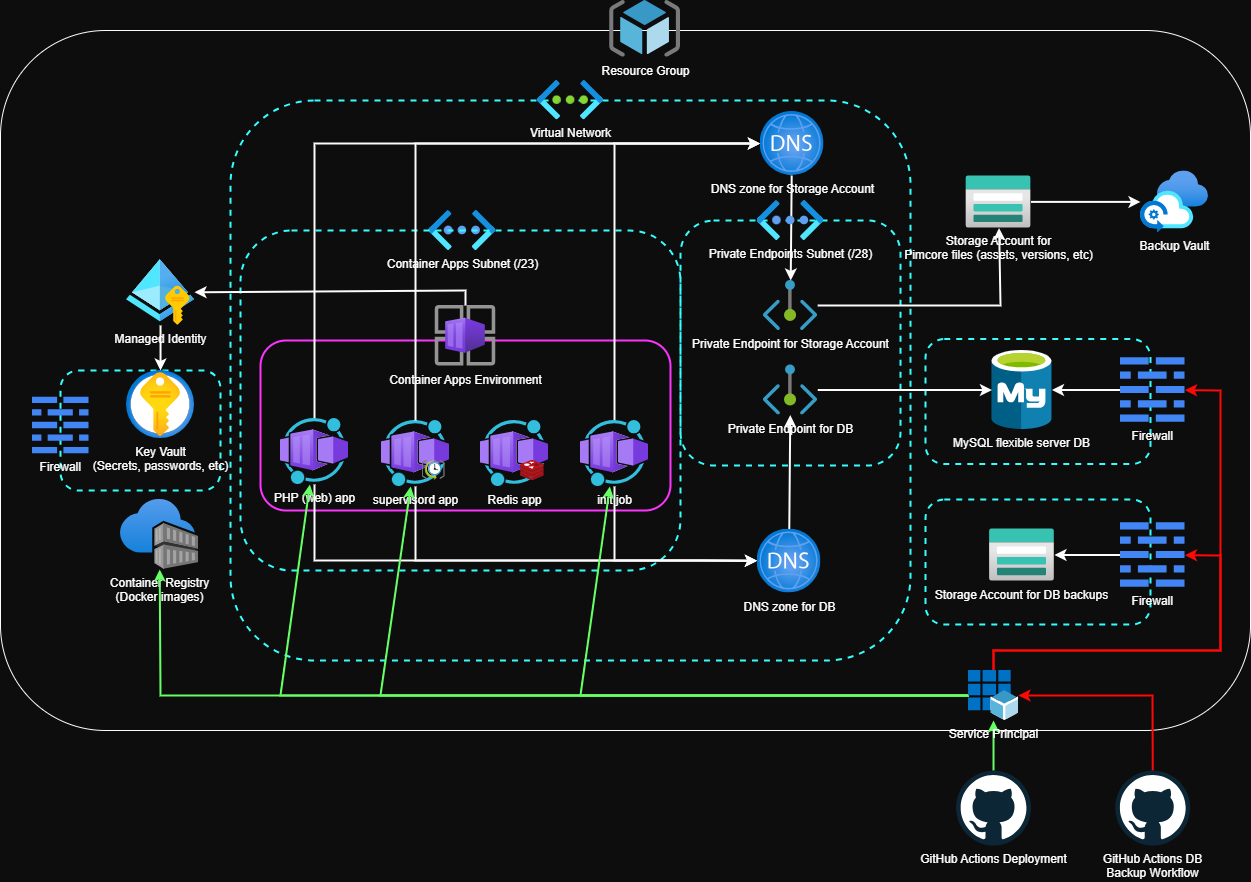 Resource Group
Virtual Network
DNS
DNS zone for Storage Account
Container Apps Subnet (/23)
Private Endpoints Subnet (/28)
Storage Account for
Pimcore files (assets, versions, etc)
Backup Vault
Managed Identity
Private Endpoint for Storage Account
Container Apps Environment
My
MySQL flexible server DB
Firewall
Private Endpoint for DB
Key Vault
(Secrets, passwords, etc)
Firewall
PHP (web) app
supervisord app
Redis app
init job
Container Registry
(Docker images)
DNS
DNS zone for DB
Storage Account for DB backups
Firewall
Service Principal
GitHub Actions Deployment
GitHub Actions DB
Backup Workflow